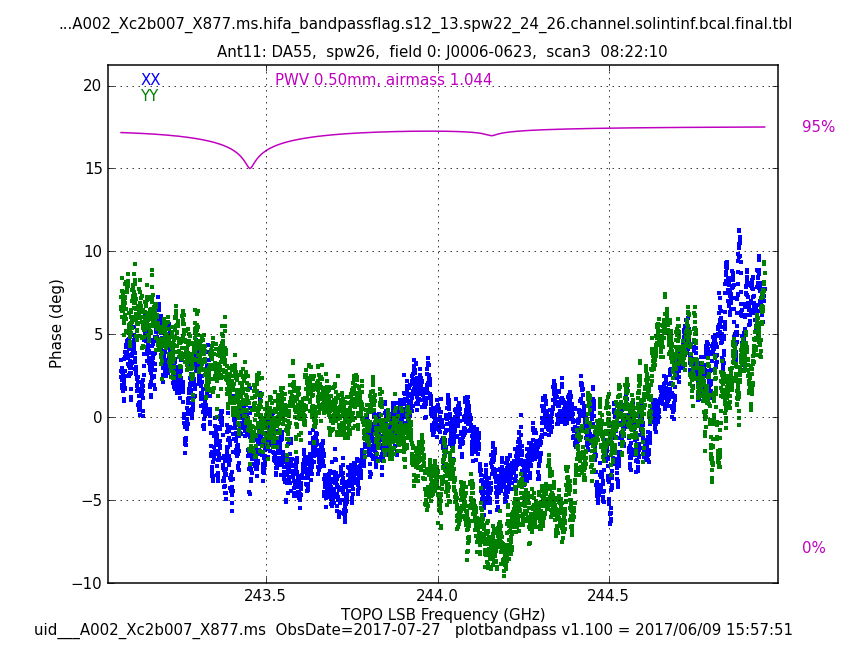 ...A002_Xc2b007_X877.ms.hifa_bandpassflag.s12_13.spw22_24_26.channel.solintinf.bcal.final.tbl
Ant11: DA55,  spw26,  field 0: J0006-0623,  scan3  08:22:10
XX
YY
PWV 0.50mm, airmass 1.044
95%
0%
Phase (deg)
20
15
10
5
0
−5
−10
243.5
244.0
244.5
TOPO LSB Frequency (GHz)
uid___A002_Xc2b007_X877.ms  ObsDate=2017-07-27   plotbandpass v1.100 = 2017/06/09 15:57:51